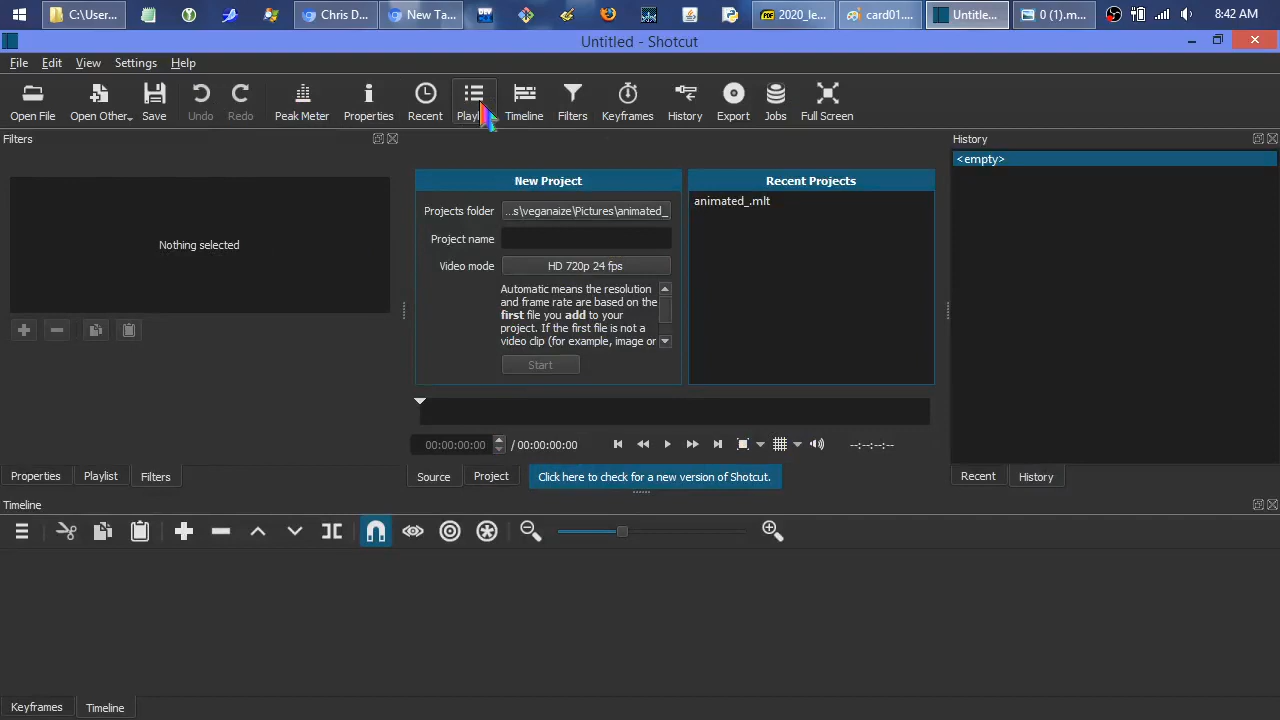 C:\User...
Chris D...
New Ta...
2020_le...
card01....
Untitle...
0 (1).m...
8:42 AM
Untitled - Shotcut
File Edit View Settings Help
Open File Open Other Save Undo Redo Peak Meter Properties Recent Playl Timeline Filters Keyframes History Export Jobs Full Screen
Filters
History
<empty>
Nothing selected
New Project
Projects folder ...s\veganaize\Pictures\animated_
Project name
Video mode HD 720p 24 fps
Automatic means the resolution
and frame rate are based on the
first file you add to your
project. If the first file is not a
video clip (for example, image or
Start
Recent Projects
animated_.mlt
00:00:00:00 / 00:00:00:00
--:--:--:--
Properties Playlist Filters
Source Project Click here to check for a new version of Shotcut.
Recent History
Timeline
Keyframes Timeline